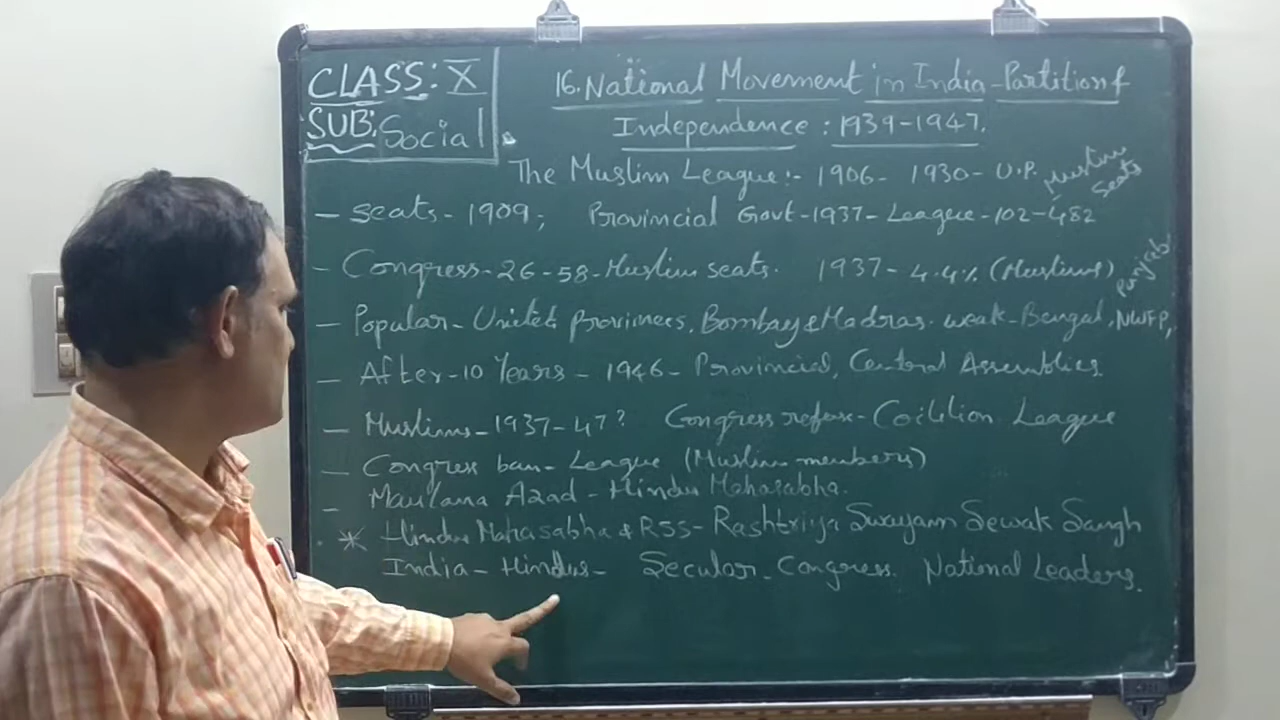 CLASS: X
SUB: Social.
16. National Movement in India - Partition &
Independence : 1939-1947.
The Muslim League:- 1906- 1930- U.P. Muslim Seats
- Seats - 1909; Provincial Govt - 1937 - League - 102 - 482
- Congress - 26 - 58 - Muslim seats. 1937 - 4.4% (Muslims)
- Popular - United Provinces, Bombay & Madras. weak - Bengal, NWFP, Punjab
- After - 10 Years - 1946 - Provincial, Central Assemblies.
- Muslims - 1937-47? Congress refuse - Coilition League
- Congress ban - League (Muslim members)
- Maulama Azad - Hindu Mahasabha.
* Hindu Mahasabha & RSS - Rashtriya Swayam Sewak Sangh
India - Hindus - Secular - Congress. National Leaders.